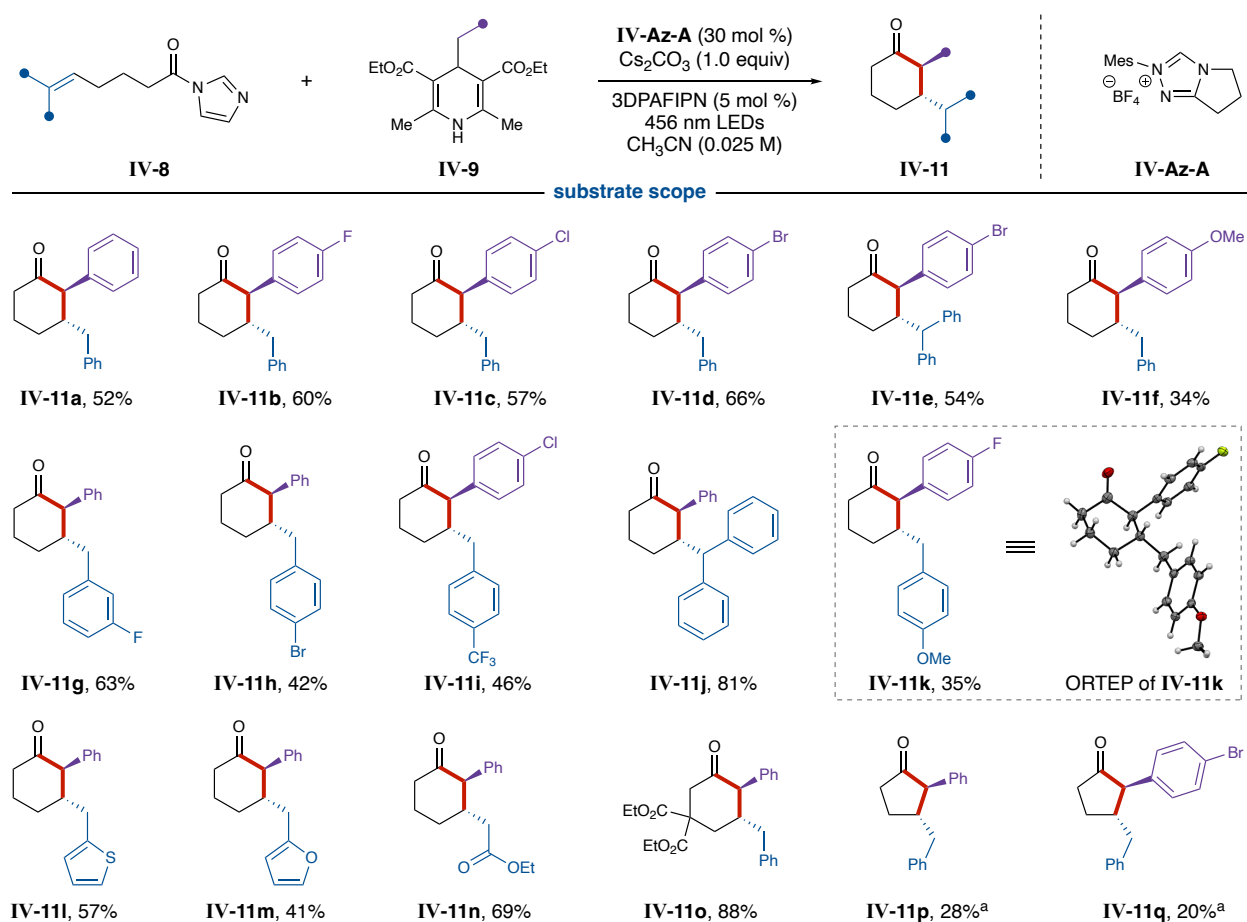 O
N
N
IV-8
+
EtO₂C
CO₂Et
Me
N
H
Me
IV-9
IV-Az-A (30 mol %)
Cs₂CO₃ (1.0 equiv)
3DPAFIPN (5 mol %)
456 nm LEDs
CH₃CN (0.025 M)
O
IV-11
Mes
N
N
N
⊖
BF₄
⊕
IV-Az-A
substrate scope
O
Ph
IV-11a, 52%
O
F
Ph
IV-11b, 60%
O
Cl
Ph
IV-11c, 57%
O
Br
Ph
IV-11d, 66%
O
Br
Ph
Ph
IV-11e, 54%
O
OMe
Ph
IV-11f, 34%
O
Ph
F
IV-11g, 63%
O
Ph
Br
IV-11h, 42%
O
Cl
CF₃
IV-11i, 46%
O
Ph
IV-11j, 81%
O
F
OMe
IV-11k, 35%
≡
ORTEP of IV-11k
O
Ph
S
IV-11l, 57%
O
Ph
O
IV-11m, 41%
O
Ph
O
OEt
IV-11n, 69%
O
Ph
EtO₂C
EtO₂C
Ph
IV-11o, 88%
O
Ph
Ph
IV-11p, 28%ᵃ
O
Br
Ph
IV-11q, 20%ᵃ